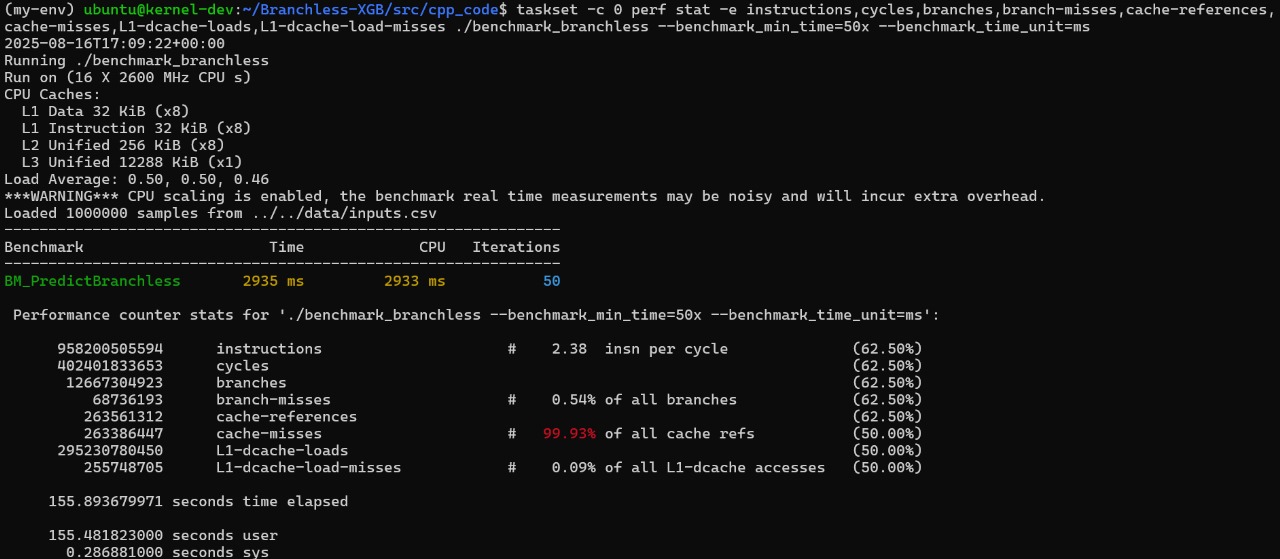 (my-env) ubuntu@kernel-dev:~/Branchless-XGB/src/cpp_code$ taskset -c 0 perf stat -e instructions,cycles,branches,branch-misses,cache-references,
cache-misses,L1-dcache-loads,L1-dcache-load-misses ./benchmark_branchless --benchmark_min_time=50x --benchmark_time_unit=ms
2025-08-16T17:09:22+00:00
Running ./benchmark_branchless
Run on (16 X 2600 MHz CPU s)
CPU Caches:
  L1 Data 32 KiB (x8)
  L1 Instruction 32 KiB (x8)
  L2 Unified 256 KiB (x8)
  L3 Unified 12288 KiB (x1)
Load Average: 0.50, 0.50, 0.46
***WARNING*** CPU scaling is enabled, the benchmark real time measurements may be noisy and will incur extra overhead.
Loaded 1000000 samples from ../../data/inputs.csv
---------------------------------------------------------------
Benchmark                     Time             CPU   Iterations
---------------------------------------------------------------
BM_PredictBranchless       2935 ms         2933 ms           50

 Performance counter stats for './benchmark_branchless --benchmark_min_time=50x --benchmark_time_unit=ms':

      958200505594      instructions                     #    2.38  insn per cycle              (62.50%)
      402401833653      cycles                                                                  (62.50%)
       12667304923      branches                                                                (62.50%)
          68736193      branch-misses                    #    0.54% of all branches             (62.50%)
         263561312      cache-references                                                        (62.50%)
         263386447      cache-misses                     #   99.93% of all cache refs           (50.00%)
      295230780450      L1-dcache-loads                                                         (50.00%)
         255748705      L1-dcache-load-misses            #    0.09% of all L1-dcache accesses   (50.00%)

     155.893679971 seconds time elapsed

     155.481823000 seconds user
       0.286881000 seconds sys